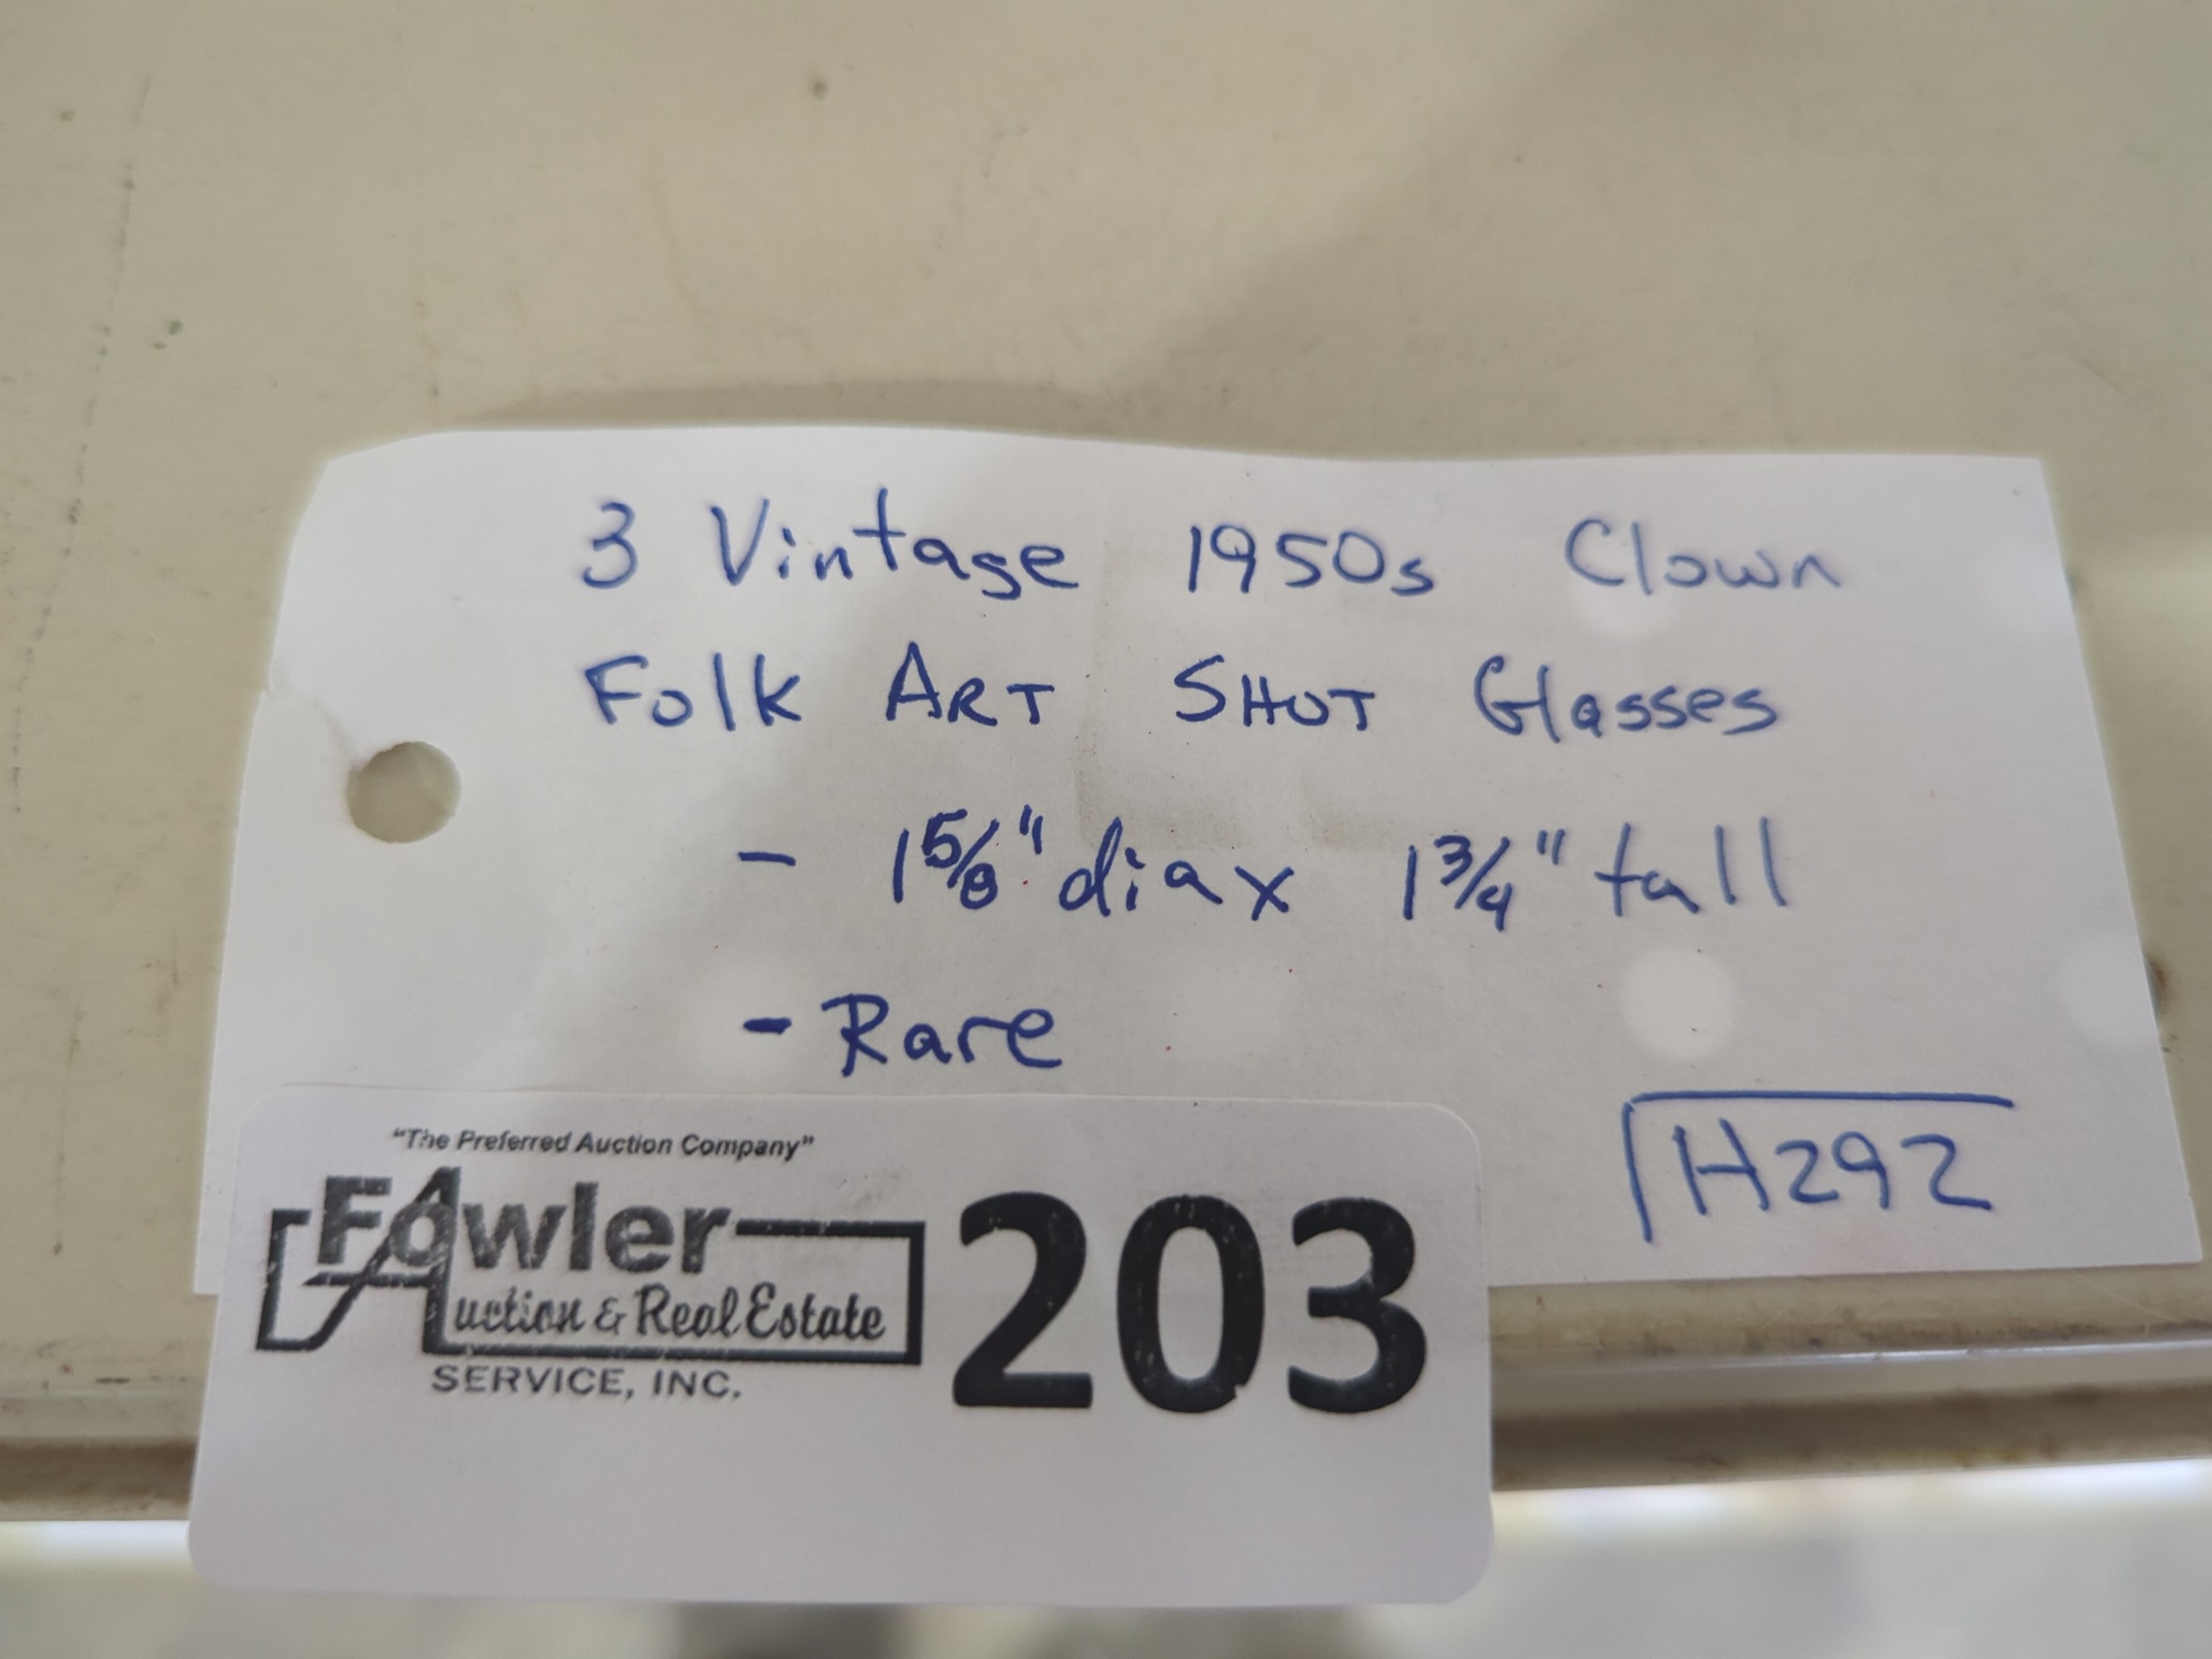 3 Vintage 1950s Clown
Folk ART SHOT Glasses
- 1 5/8" dia x 1 3/4" tall
- Rare
H292
"The Preferred Auction Company"
Fowler
Auction & Real Estate
SERVICE, INC.
203